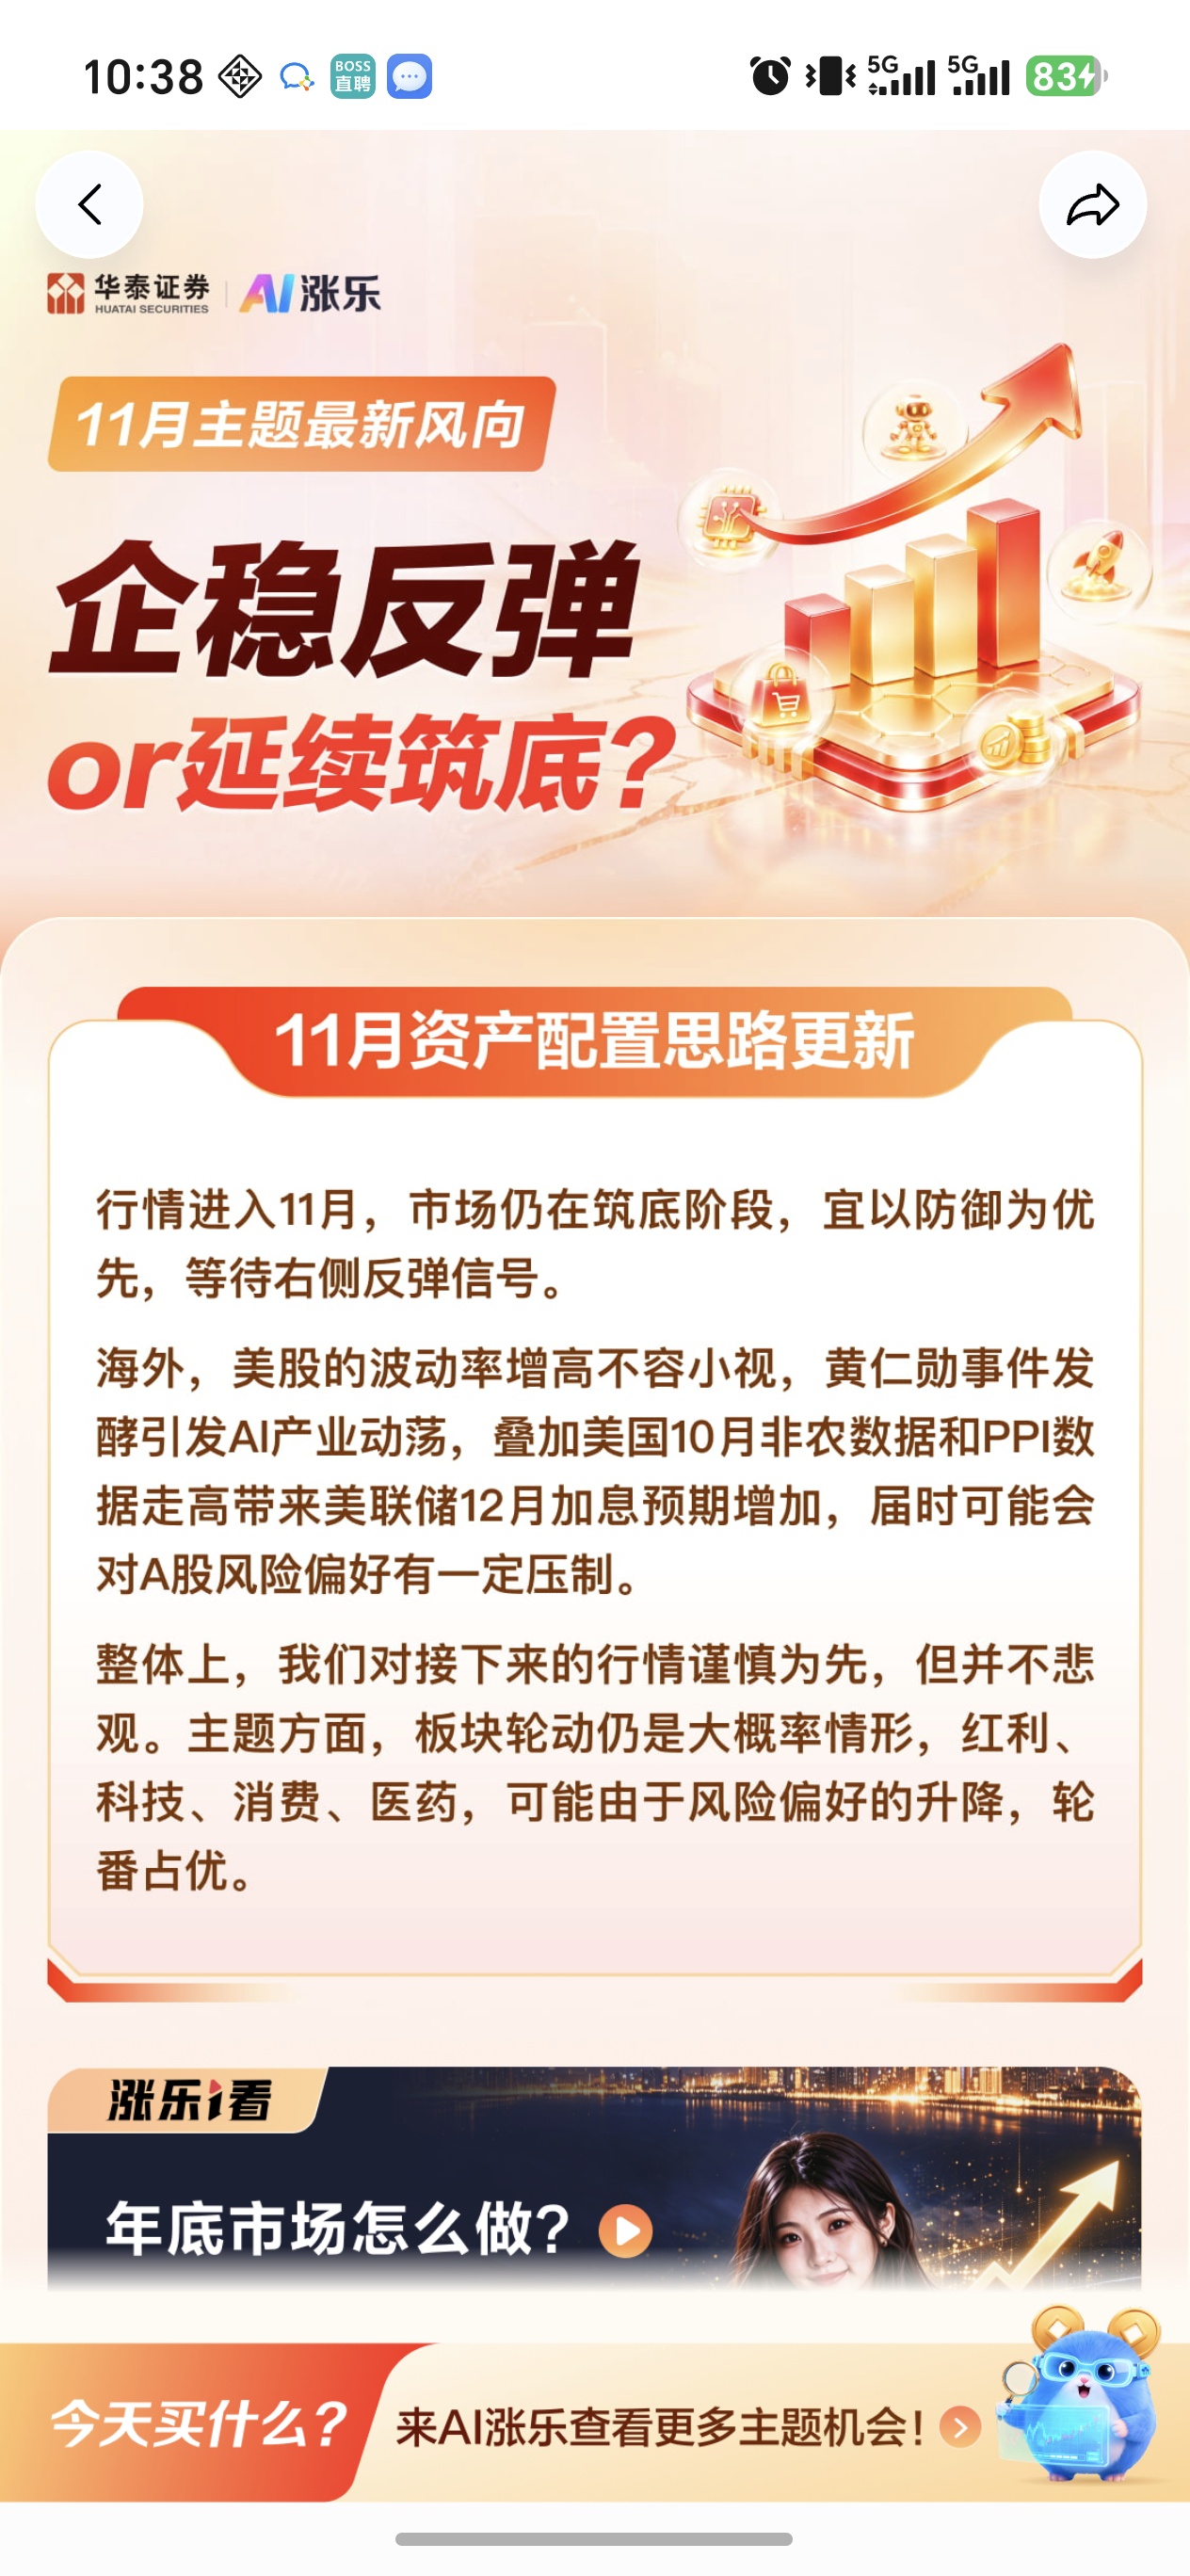 10:38
BOSS
直聘
5G
5G
83
华泰证券
HUATAI SECURITIES
AI涨乐
11月主题最新风向
企稳反弹
or延续筑底？
11月资产配置思路更新
行情进入11月，市场仍在筑底阶段，宜以防御为优
先，等待右侧反弹信号。
海外，美股的波动率增高不容小视，黄仁勋事件发
酵引发AI产业动荡，叠加美国10月非农数据和PPI数
据走高带来美联储12月加息预期增加，届时可能会
对A股风险偏好有一定压制。
整体上，我们对接下来的行情谨慎为先，但并不悲
观。主题方面，板块轮动仍是大概率情形，红利、
科技、消费、医药，可能由于风险偏好的升降，轮
番占优。
涨乐i看
年底市场怎么做？
今天买什么？
来AI涨乐查看更多主题机会！